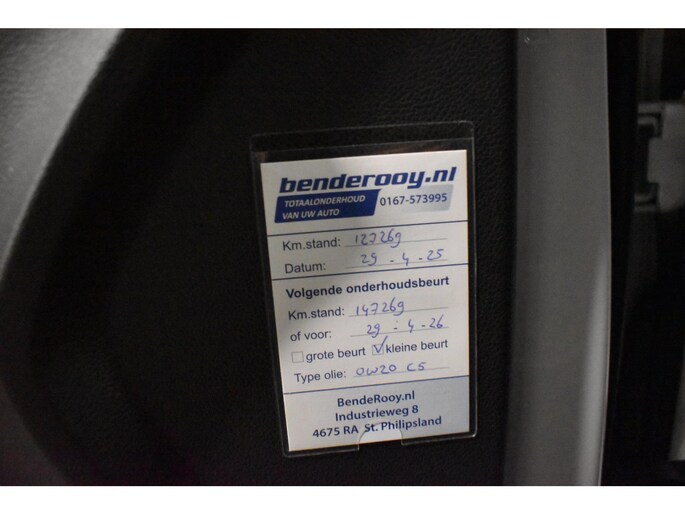 benderooy.nl
TOTAALONDERHOUD
VAN UW AUTO
0167-573995
Km.stand: 127269
Datum: 29 - 4 - 25
Volgende onderhoudsbeurt
Km.stand: 147269
of voor: 29 - 4 - 26
grote beurt kleine beurt
Type olie: 0W20 C5
BendeRooy.nl
Industrieweg 8
4675 RA St. Philipsland